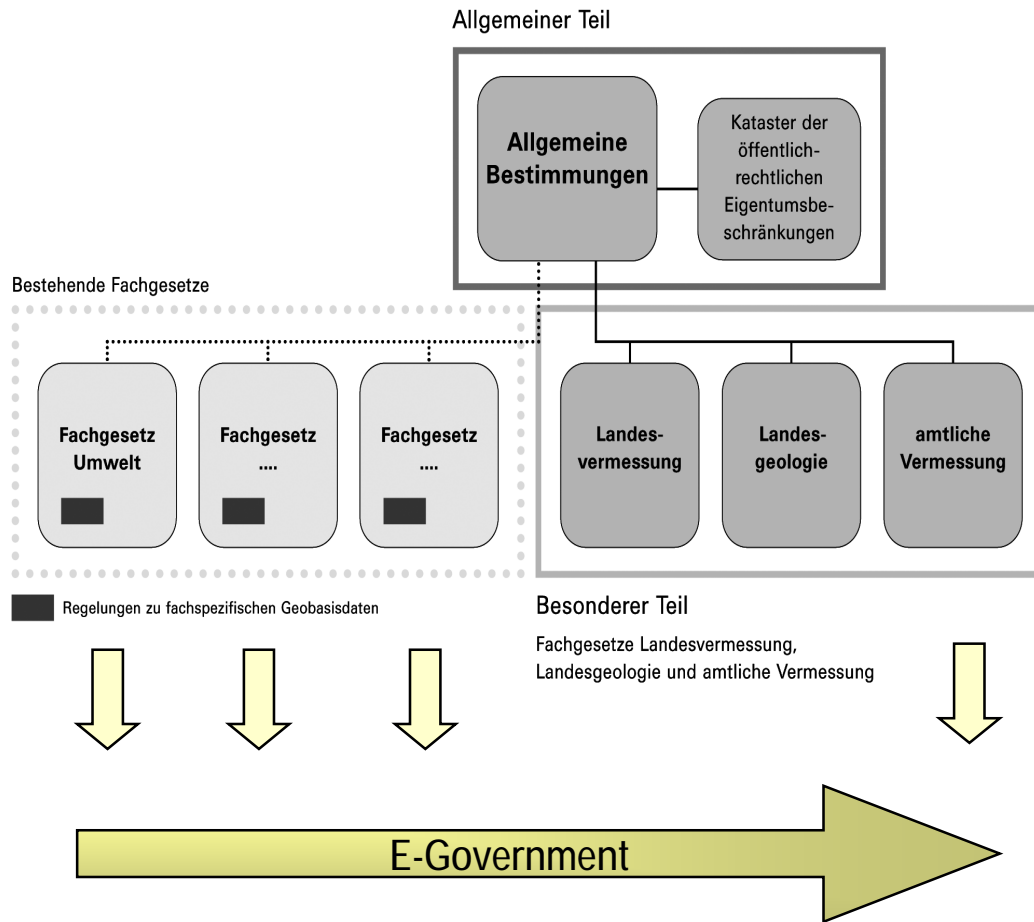 Allgemeiner Teil
Allgemeine
Bestimmungen
Kataster der
öffentlich-
rechtlichen
Eigentumsbe-
schränkungen
Bestehende Fachgesetze
Fachgesetz
Umwelt
Fachgesetz
....
Fachgesetz
....
Landes-
vermessung
Landes-
geologie
amtliche
Vermessung
Regelungen zu fachspezifischen Geobasisdaten
Besonderer Teil
Fachgesetze Landesvermessung,
Landesgeologie und amtliche Vermessung
E-Government